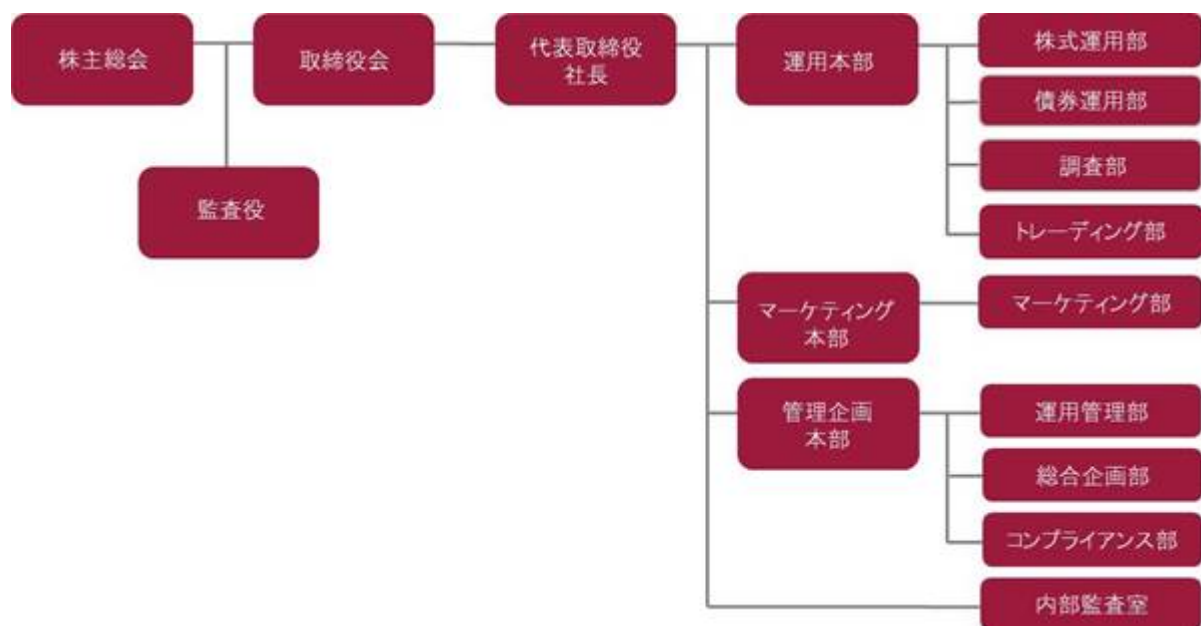 株主総会
取締役会
代表取締役
社長
運用本部
株式運用部
債券運用部
調査部
トレーディング部
監査役
マーケティング
本部
マーケティング部
管理企画
本部
運用管理部
総合企画部
コンプライアンス部
内部監査室